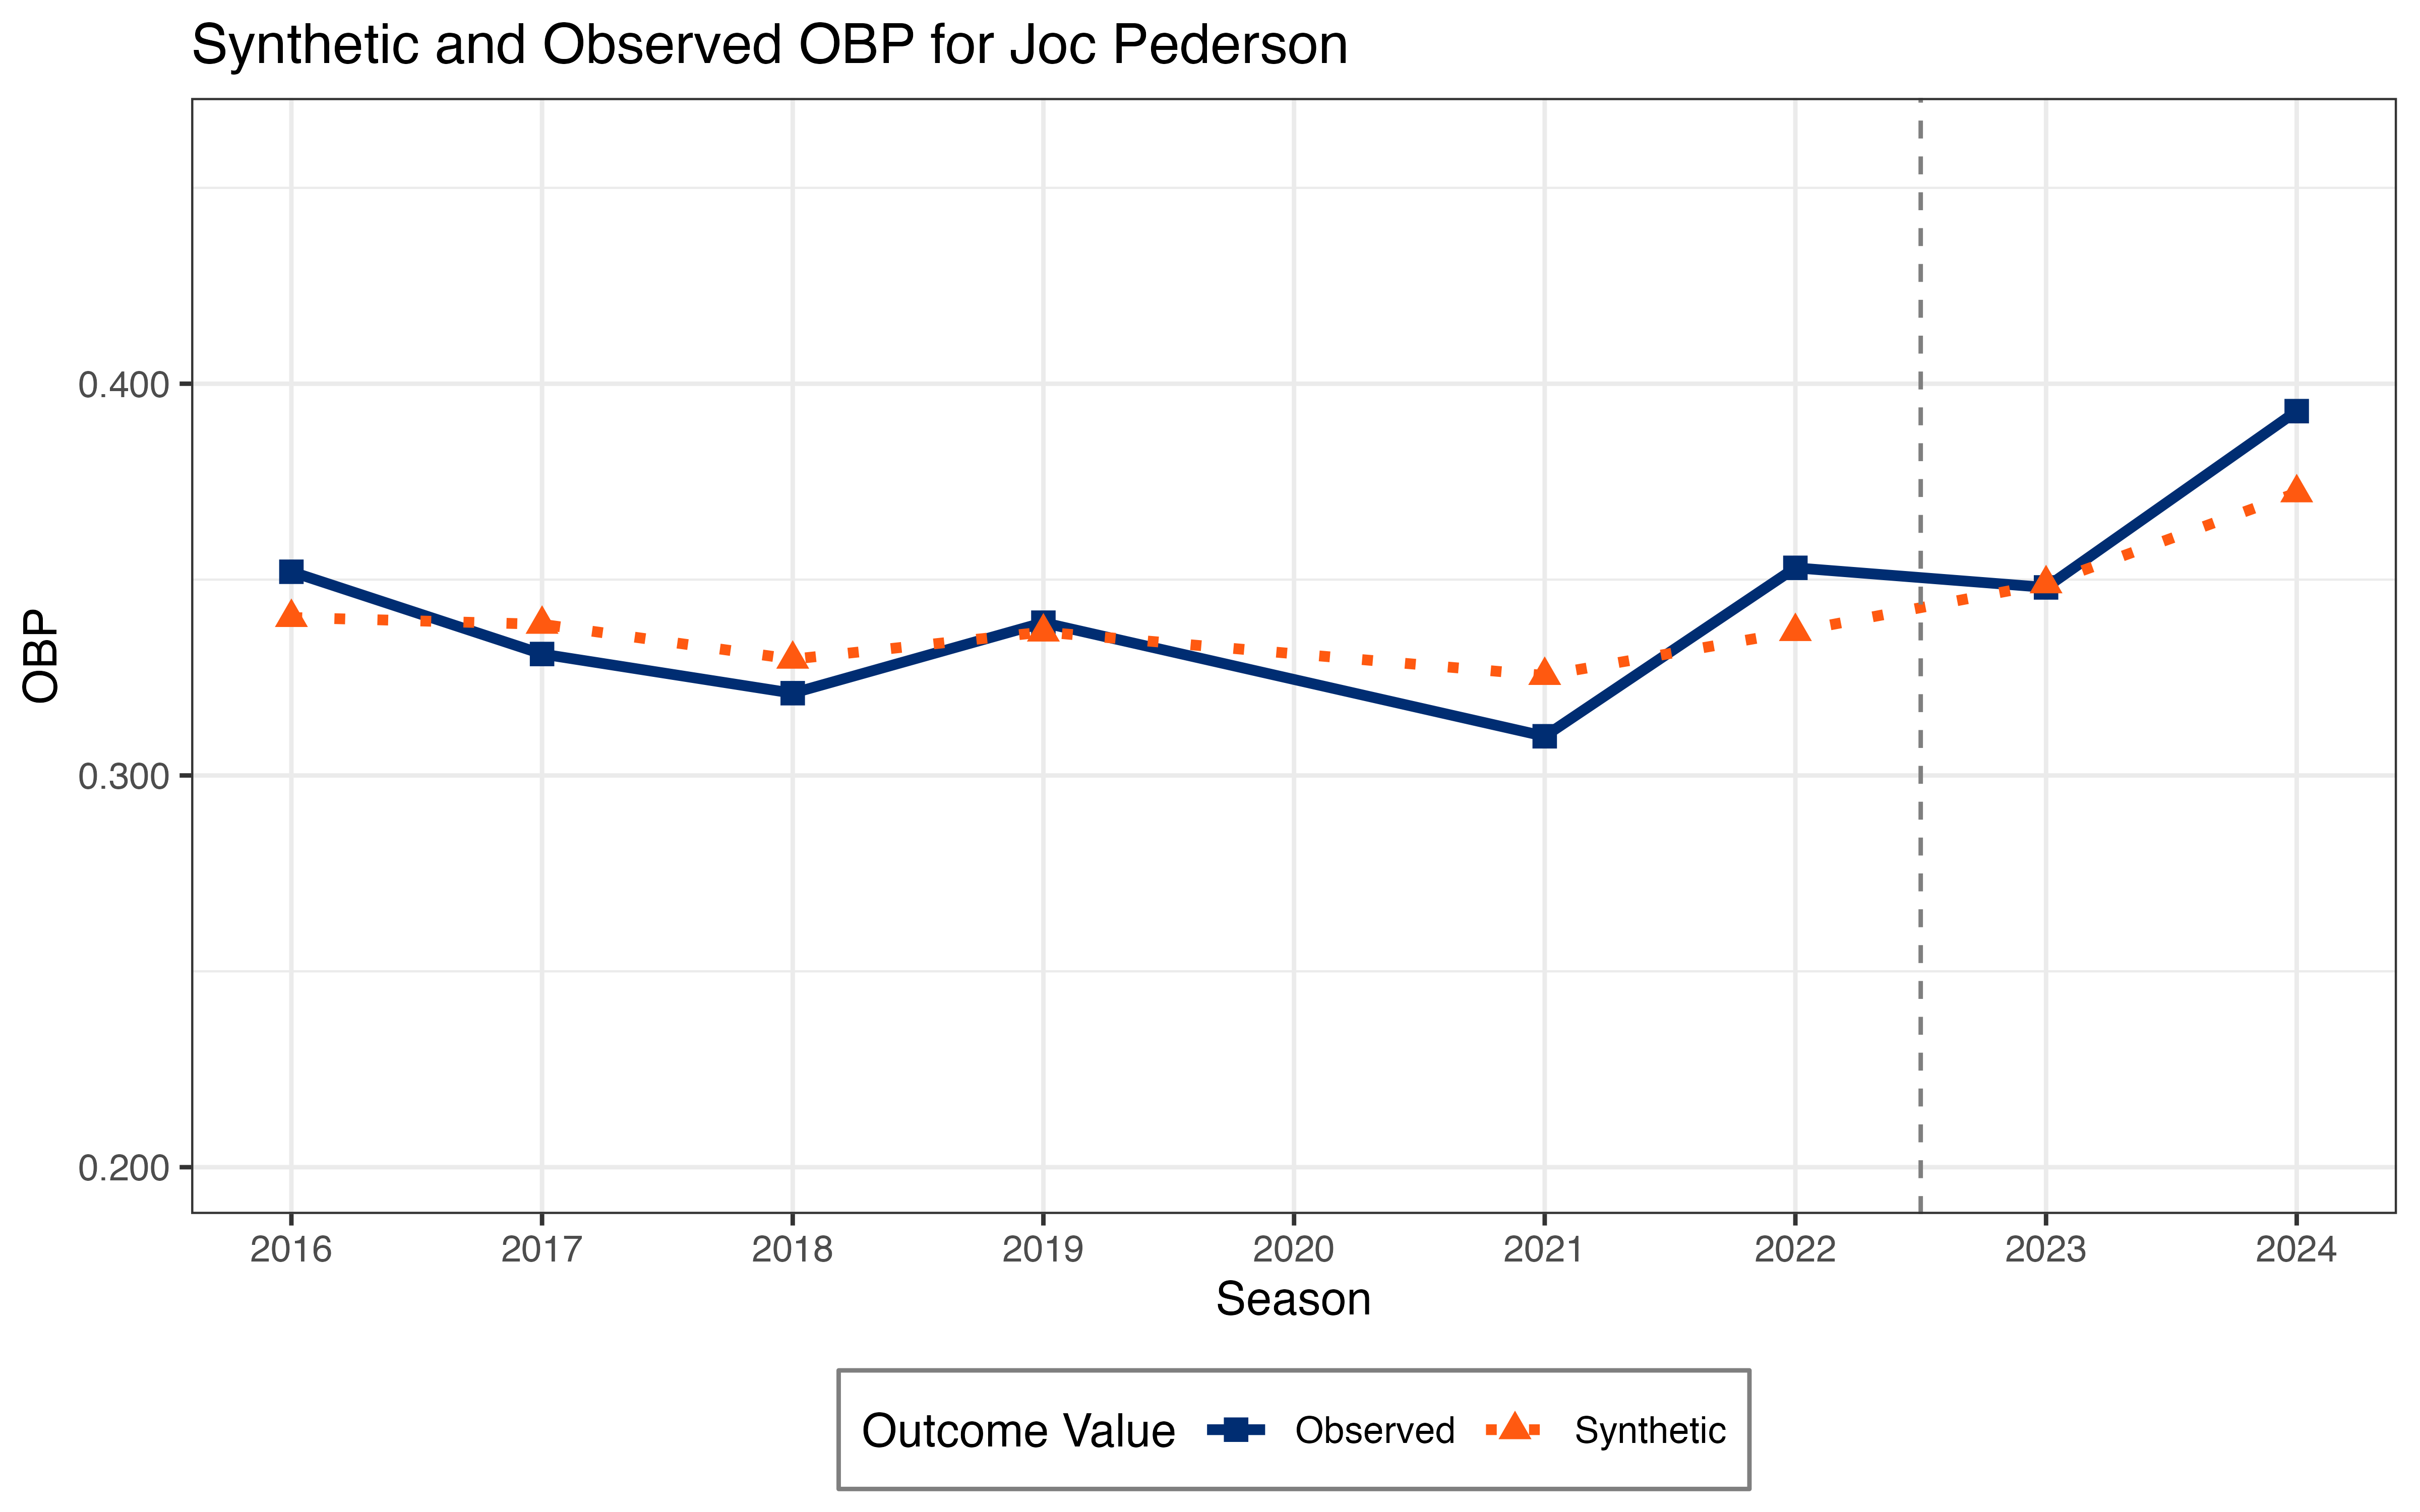 Synthetic and Observed OBP for Joc Pederson
OBP
0.400
0.300
0.200
2016 2017 2018 2019 2020 2021 2022 2023 2024
Season
Outcome Value Observed Synthetic